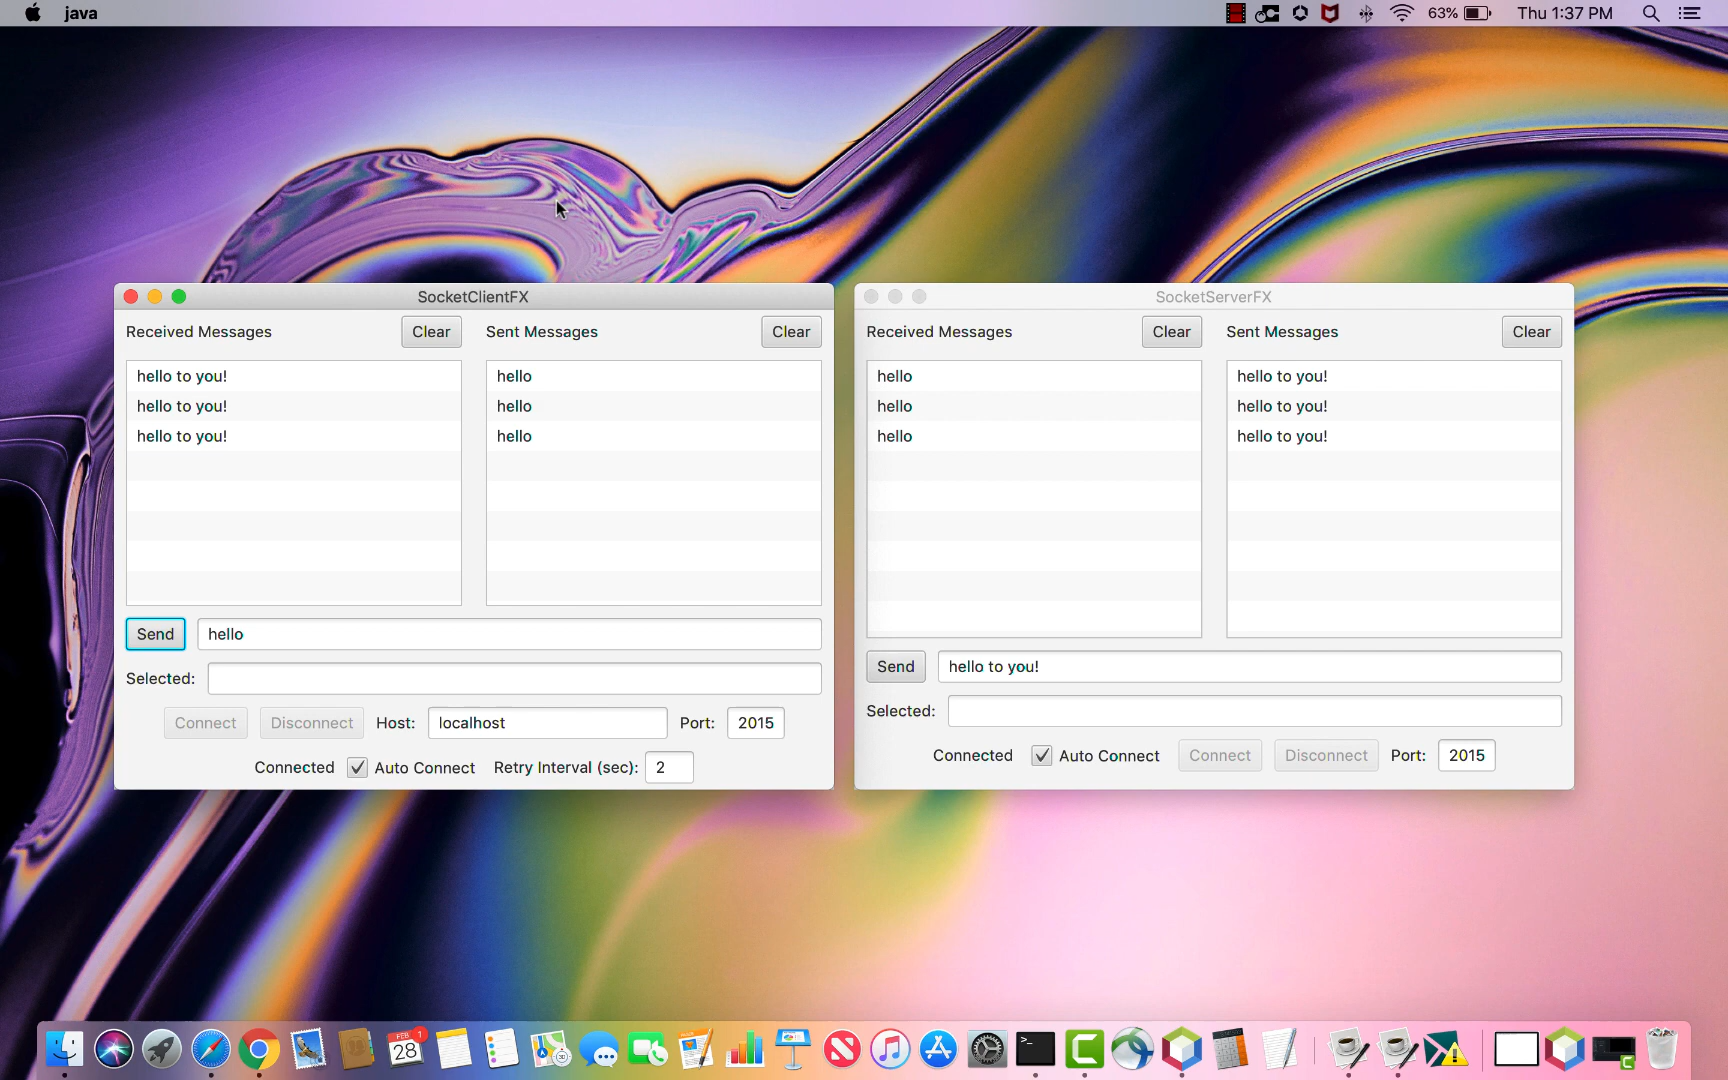 java
63%
Thu 1:37 PM
SocketClientFX
Received Messages
Clear
Sent Messages
Clear
hello to you!
hello to you!
hello to you!
hello
hello
hello
Send
hello
Selected:
Connect
Disconnect
Host:
localhost
Port:
2015
Connected
Auto Connect
Retry Interval (sec):
2
SocketServerFX
Received Messages
Clear
Sent Messages
Clear
hello
hello
hello
hello to you!
hello to you!
hello to you!
Send
hello to you!
Selected:
Connected
Auto Connect
Connect
Disconnect
Port:
2015
FEB
28
1